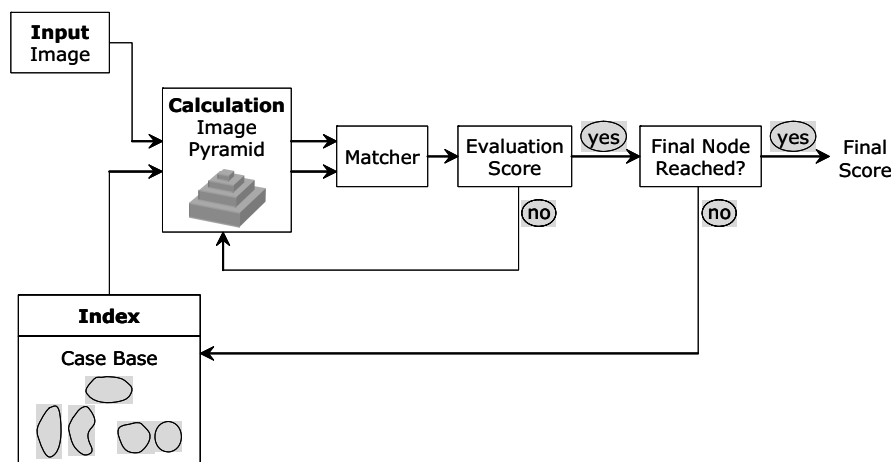 Input
Image
Calculation
Image
Pyramid
Matcher
Evaluation
Score
yes
Final Node
Reached?
yes
Final
Score
no
no
Index
Case Base